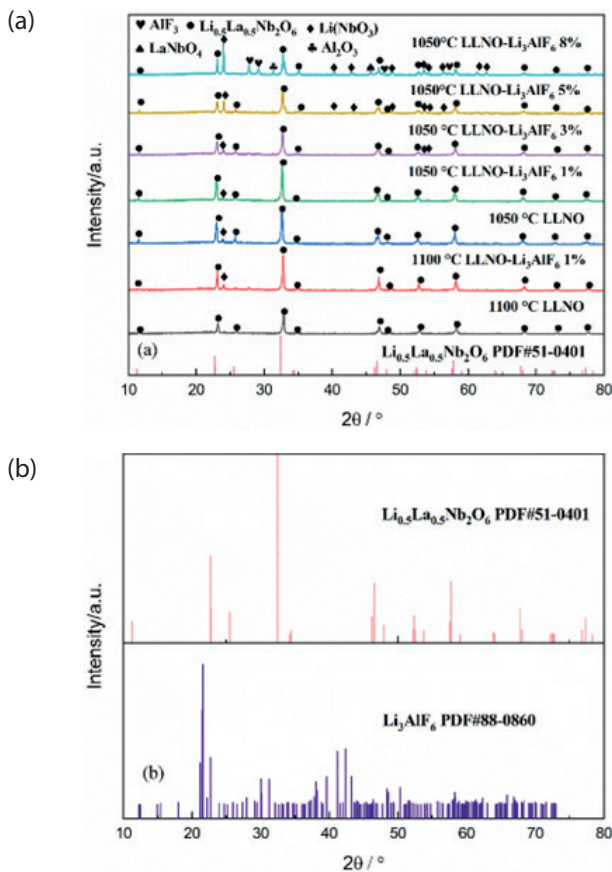 (a)
♥ AlF₃ ● Li₀.₅La₀.₅Nb₂O₆ ♦ Li(NbO₃)
▲ LaNbO₄ ♣ Al₂O₃
1050°C LLNO-Li₃AlF₆ 8%
1050°C LLNO-Li₃AlF₆ 5%
1050 °C LLNO-Li₃AlF₆ 3%
1050 °C LLNO-Li₃AlF₆ 1%
1050 °C LLNO
1100 °C LLNO-Li₃AlF₆ 1%
1100 °C LLNO
(a)
Li₀.₅La₀.₅Nb₂O₆ PDF#51-0401
Intensity/a.u.
10 20 30 40 50 60 70 80
2θ / °
(b)
Li₀.₅La₀.₅Nb₂O₆ PDF#51-0401
Li₃AlF₆ PDF#88-0860
(b)
Intensity/a.u.
10 20 30 40 50 60 70 80
2θ / °